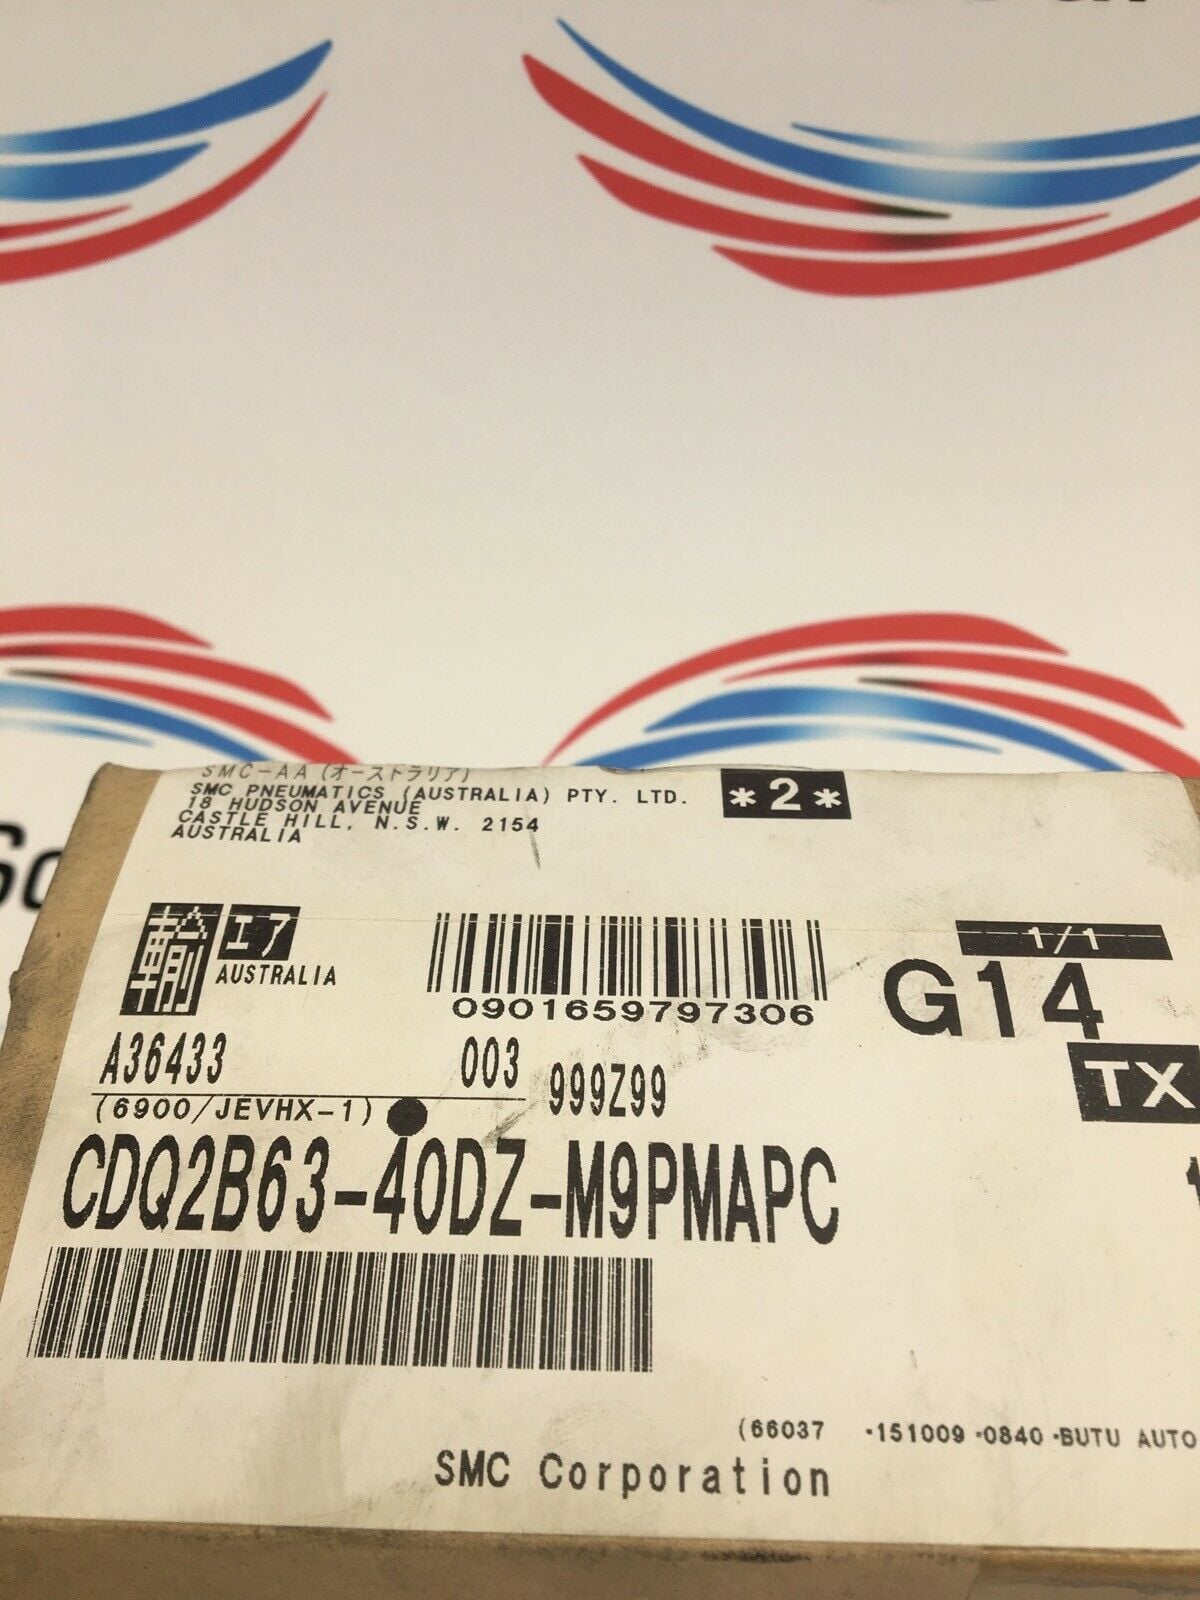 SMC-AA (オーストラリア)
SMC PNEUMATICS (AUSTRALIA) PTY. LTD.
18 HUDSON AVENUE
CASTLE HILL, N.S.W. 2154
AUSTRALIA
*2*
輸 エア
AUSTRALIA
0901659797306
1/1
G14
TX
A36433 003 999Z99
(6900/JEVHX-1)
CDQ2B63-40DZ-M9PMAPC
(66037 ・151009・0840・BUTU AUTO
SMC Corporation